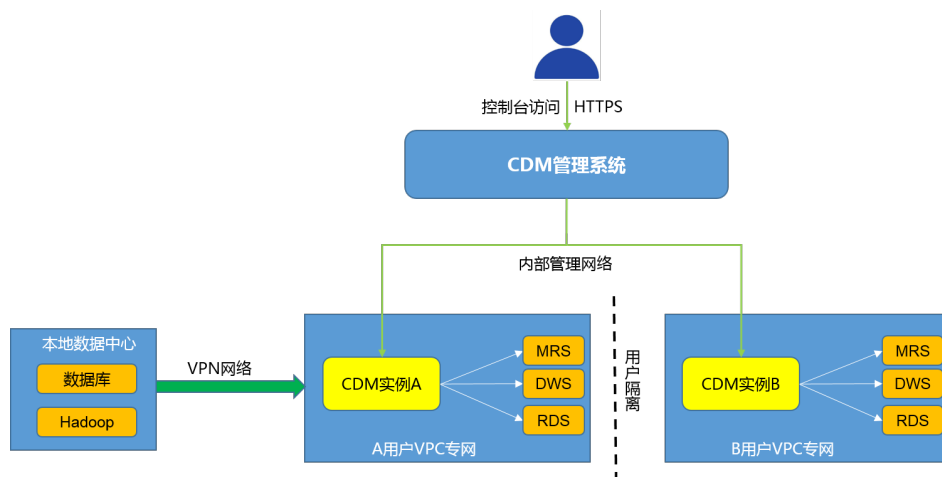 控制台访问 HTTPS
CDM管理系统
内部管理网络
本地数据中心
数据库
Hadoop
VPN网络
CDM实例A
MRS
DWS
RDS
A用户VPC专网
用户隔离
CDM实例B
MRS
DWS
RDS
B用户VPC专网